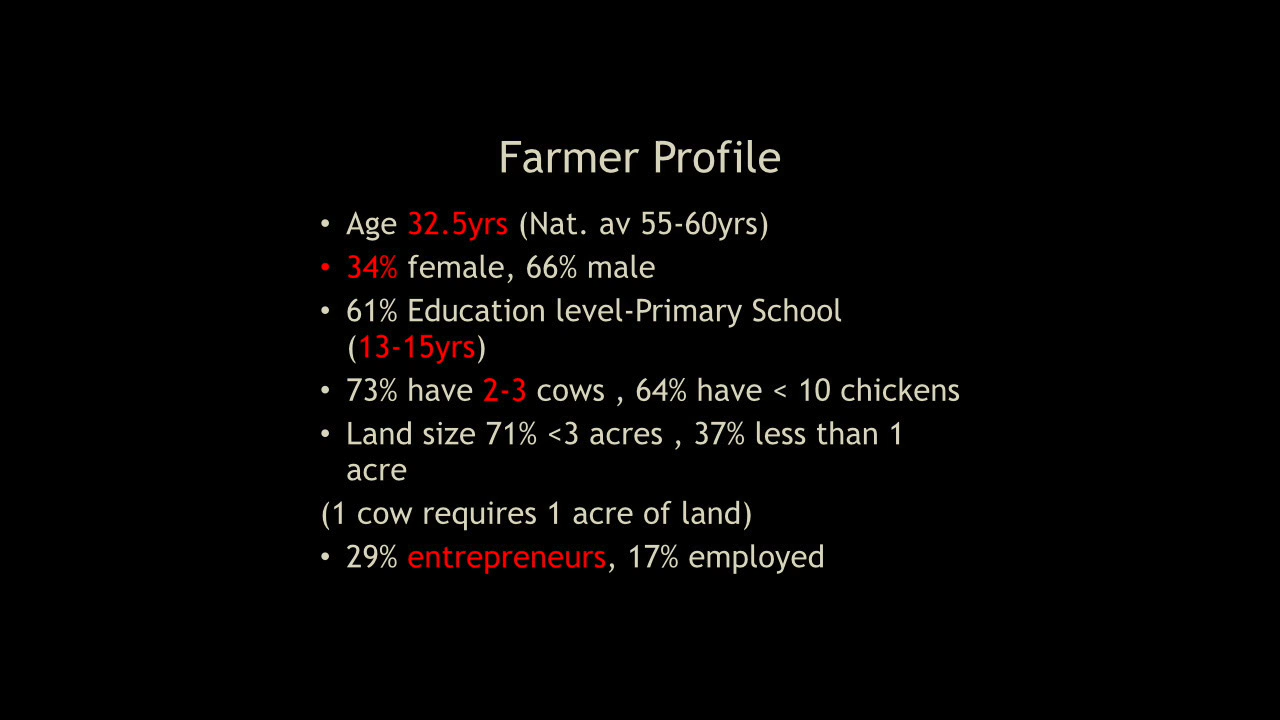 Farmer Profile
• Age 32.5yrs (Nat. av 55-60yrs)
• 34% female, 66% male
• 61% Education level-Primary School
(13-15yrs)
• 73% have 2-3 cows , 64% have < 10 chickens
• Land size 71% <3 acres , 37% less than 1
acre
(1 cow requires 1 acre of land)
• 29% entrepreneurs, 17% employed